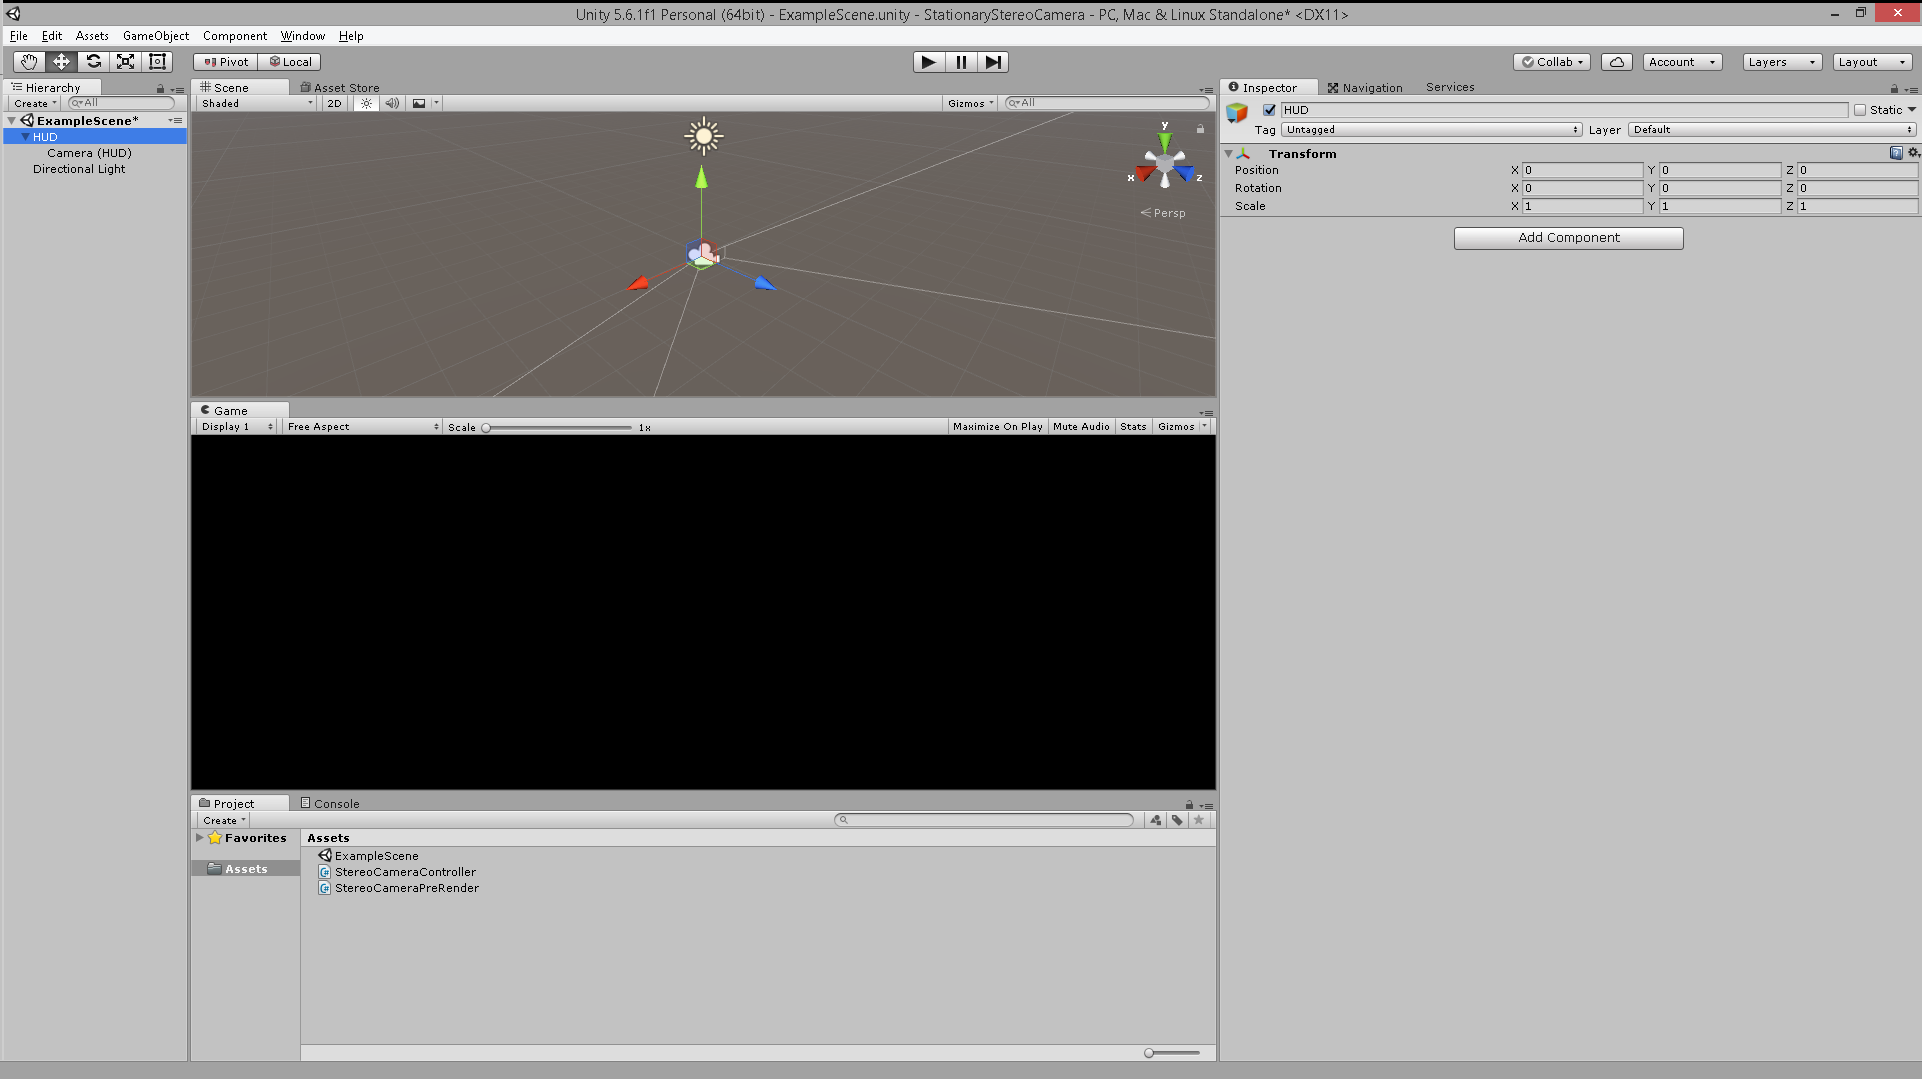 Unity 5.6.1f1 Personal (64bit) - ExampleScene.unity - StationaryStereoCamera - PC, Mac & Linux Standalone* <DX11>
File Edit Assets GameObject Component Window Help
Pivot Local Collab Account Layers Layout
Hierarchy
Create All
ExampleScene*
HUD
Camera (HUD)
Directional Light
Scene Asset Store
Shaded 2D Gizmos All
y
x z
Persp
Game
Display 1 Free Aspect Scale 1x Maximize On Play Mute Audio Stats Gizmos
Project Console
Create
Favorites
Assets
Assets
ExampleScene
StereoCameraController
StereoCameraPreRender
Inspector Navigation Services
HUD Static
Tag Untagged Layer Default
Transform
Position X 0 Y 0 Z 0
Rotation X 0 Y 0 Z 0
Scale X 1 Y 1 Z 1
Add Component